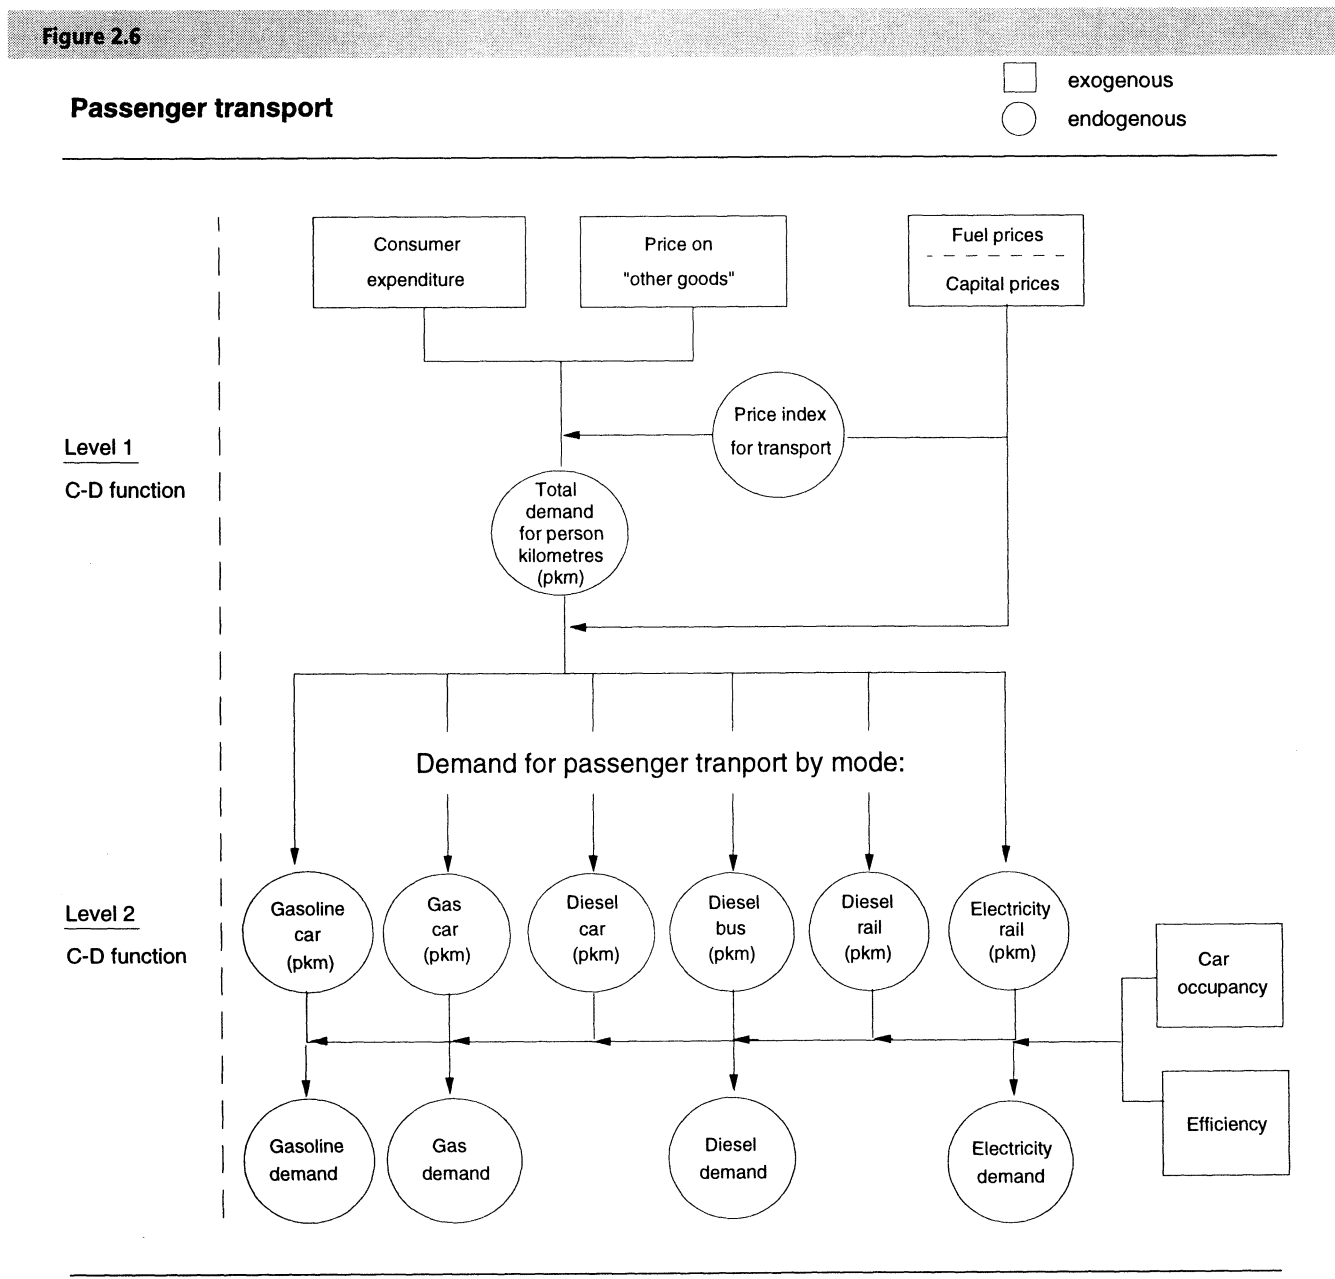 Figure 2.6
exogenous
Passenger transport
endogenous
Consumer
expenditure
Price on
"other goods"
Fuel prices
Capital prices
Price index
for transport
Level 1
C-D function
Total
demand
for person
kilometres
(pkm)
Demand for passenger tranport by mode:
Level 2
C-D function
Gasoline
car
(pkm)
Gas
car
(pkm)
Diesel
car
(pkm)
Diesel
bus
(pkm)
Diesel
rail
(pkm)
Electricity
rail
(pkm)
Car
occupancy
Efficiency
Gasoline
demand
Gas
demand
Diesel
demand
Electricity
demand